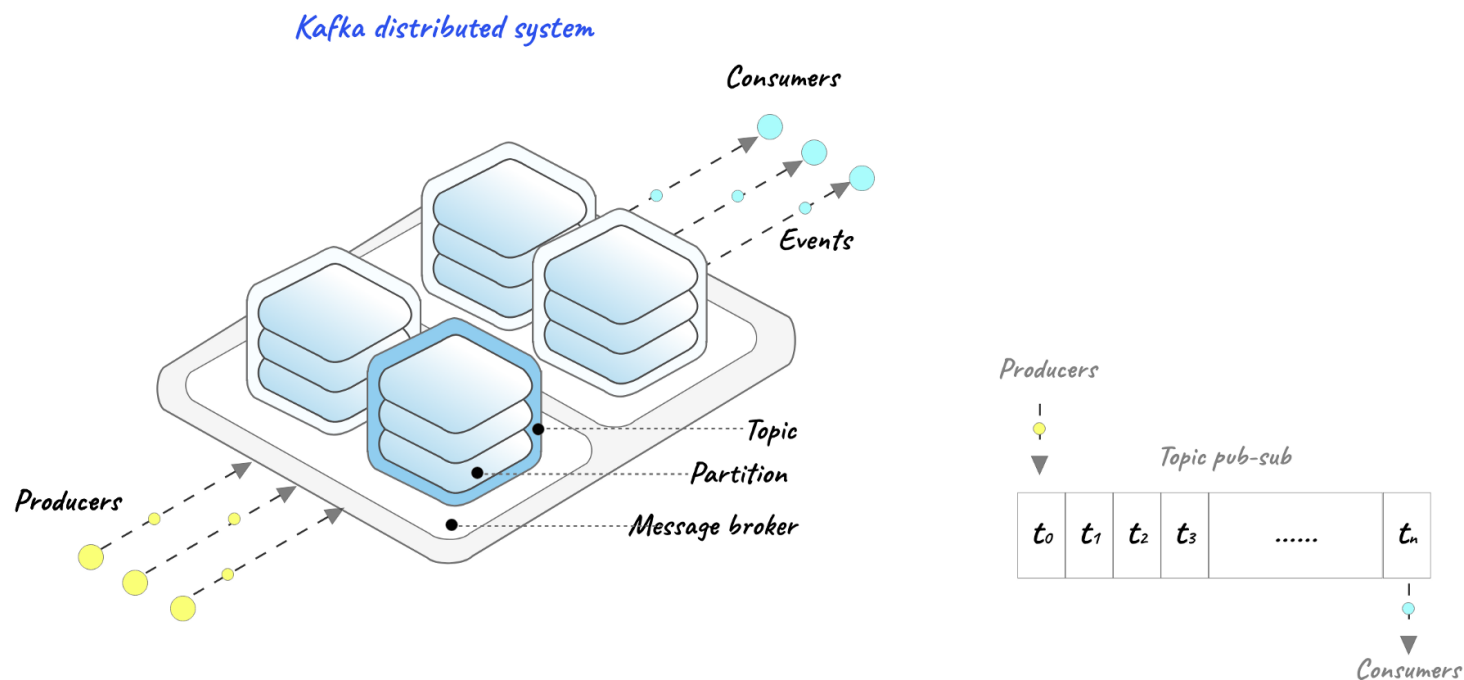 Kafka distributed system
Consumers
Events
Topic
Partition
Message broker
Producers
Producers
Topic pub-sub
t0 t1 t2 t3 ...... tn
Consumers